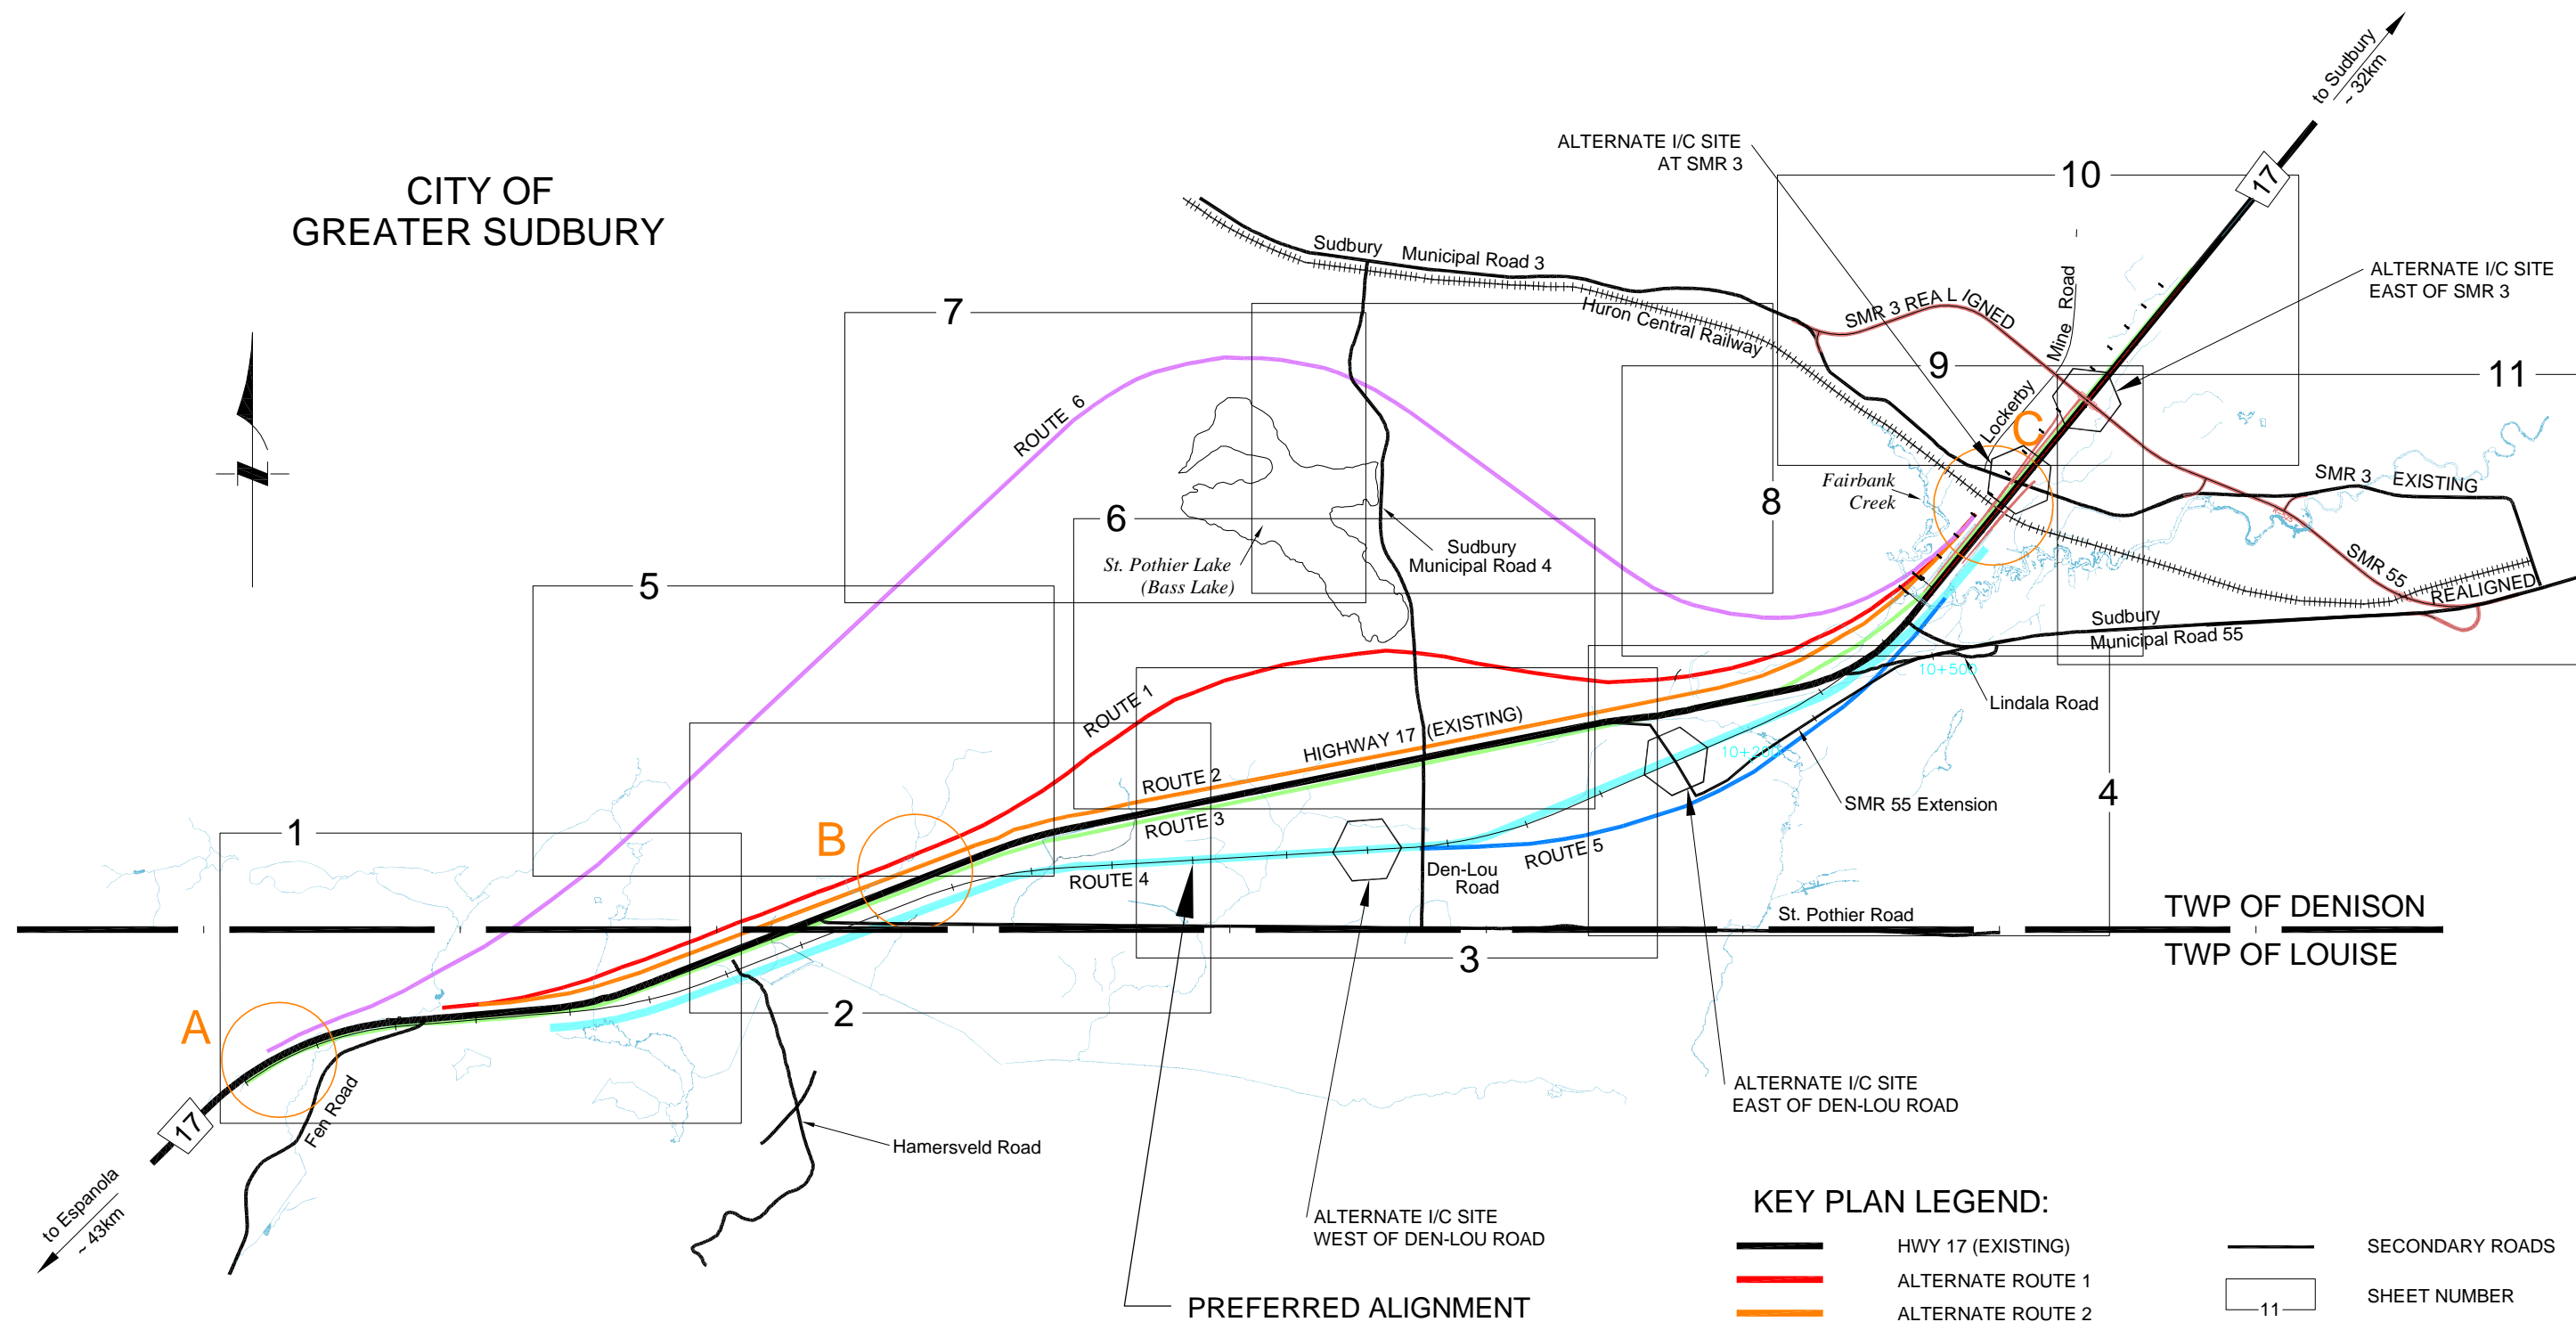 CITY OF
GREATER SUDBURY
to Sudbury
~ 32km
17
ALTERNATE I/C SITE
AT SMR 3
10
ALTERNATE I/C SITE
EAST OF SMR 3
Sudbury Municipal Road 3
Huron Central Railway
SMR 3 REALIGNED
Mine Road
Lockerby
7
9
11
C
ROUTE 6
8
Fairbank
Creek
SMR 3 EXISTING
6
St. Pothier Lake
(Bass Lake)
Sudbury
Municipal Road 4
SMR 55
REALIGNED
5
Sudbury
Municipal Road 55
10+500
Lindala Road
ROUTE 1
HIGHWAY 17 (EXISTING)
ROUTE 2
10+200
ROUTE 3
SMR 55 Extension
4
1
B
ROUTE 4
ROUTE 5
Den-Lou
Road
St. Pothier Road
TWP OF DENISON
TWP OF LOUISE
3
2
A
17
Fen Road
Hamersveld Road
ALTERNATE I/C SITE
EAST OF DEN-LOU ROAD
to Espanola
~ 43km
ALTERNATE I/C SITE
WEST OF DEN-LOU ROAD
PREFERRED ALIGNMENT
KEY PLAN LEGEND:
HWY 17 (EXISTING)
ALTERNATE ROUTE 1
ALTERNATE ROUTE 2
SECONDARY ROADS
11
SHEET NUMBER